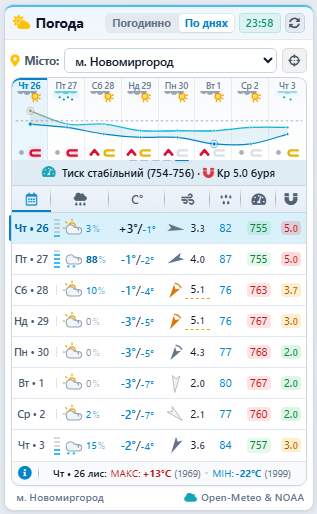 Погода Погодинно По днях 23:58
Місто: м. Новомиргород
Чт 26 Пт 27 Сб 28 Нд 29 Пн 30 Вт 1 Ср 2 Чт 3
Тиск стабільний (754-756) · Kp 5.0 буря
C°
Чт • 26 3% +3°/-1° 3.3 82 755 5.0
Пт • 27 88% -1°/-2° 4.0 87 755 5.0
Сб • 28 10% -1°/-4° 5.1 76 763 3.7
Нд • 29 0% -3°/-5° 5.1 76 767 3.0
Пн • 30 0% -3°/-5° 4.3 77 768 2.0
Вт • 1 0% -3°/-7° 2.0 80 767 2.0
Ср • 2 2% -2°/-7° 2.1 77 760 2.0
Чт • 3 15% -2°/-4° 3.6 84 757 3.0
Чт • 26 лис: МАКС: +13°C (1969) · МІН: -22°C (1999)
м. Новомиргород Open-Meteo & NOAA